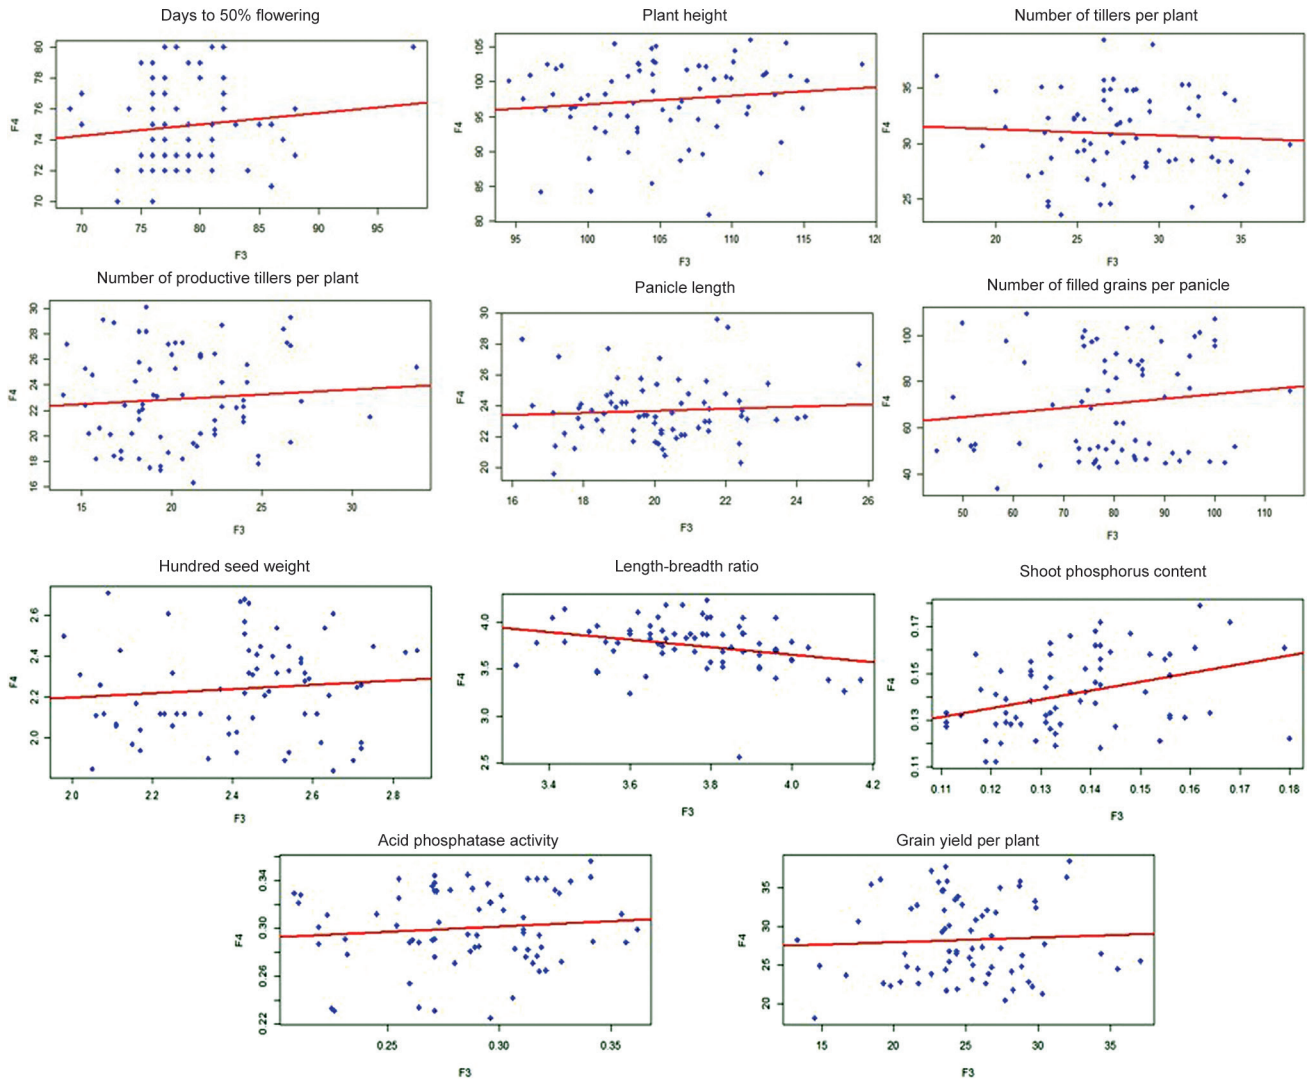 Days to 50% flowering
F4
80
78
76
74
72
70
70 75 80 85 90 95
F3
Plant height
F4
105
100
95
90
85
80
95 100 105 110 115 120
F3
Number of tillers per plant
F4
35
30
25
20 25 30 35
F3
Number of productive tillers per plant
F4
30
28
26
24
22
20
18
16
15 20 25 30
F3
Panicle length
F4
30
28
26
24
22
20
16 18 20 22 24 26
F3
Number of filled grains per panicle
F4
100
80
60
40
50 60 70 80 90 100 110
F3
Hundred seed weight
F4
2.6
2.4
2.2
2.0
2.0 2.2 2.4 2.6 2.8
F3
Length-breadth ratio
F4
4.0
3.5
3.0
2.5
3.4 3.6 3.8 4.0 4.2
F3
Shoot phosphorus content
F4
0.17
0.15
0.13
0.11
0.11 0.12 0.13 0.14 0.15 0.16 0.17 0.18
F3
Acid phosphatase activity
F4
0.34
0.30
0.26
0.22
0.25 0.30 0.35
F3
Grain yield per plant
F4
35
30
25
20
15 20 25 30 35
F3